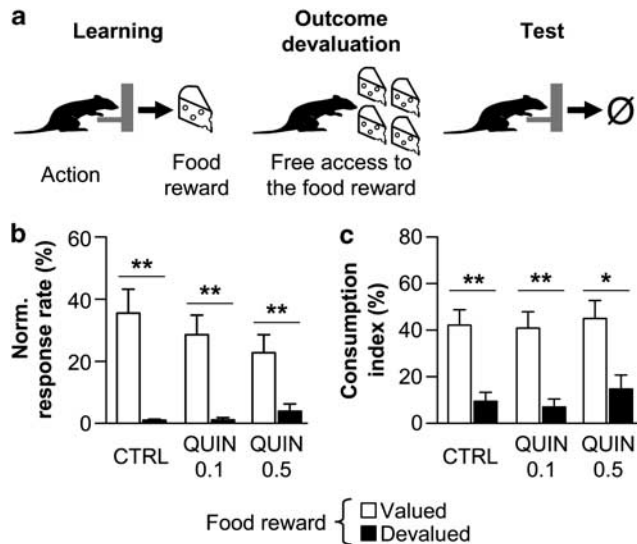 a
Learning
Outcome
devaluation
Test
Ø
Action
Food
reward
Free access to
the food reward
b
Norm.
response rate (%)
60
40
20
0
**
**
**
CTRL
QUIN
0.1
QUIN
0.5
c
Consumption
index (%)
80
60
40
20
0
**
**
*
CTRL
QUIN
0.1
QUIN
0.5
Food reward
Valued
Devalued